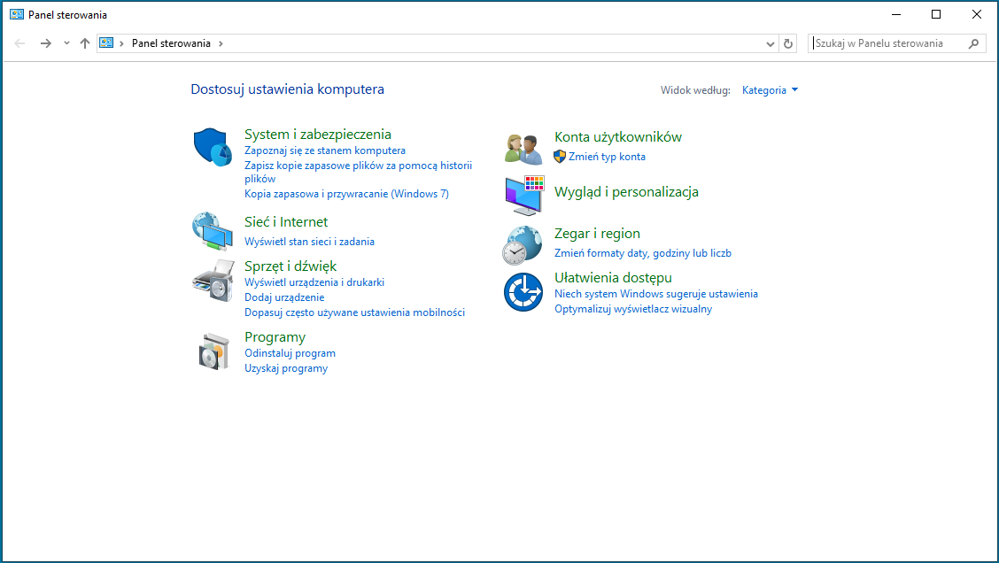 Panel sterowania
Panel sterowania
Szukaj w Panelu sterowania
Dostosuj ustawienia komputera
Widok według: Kategoria
System i zabezpieczenia
Zapoznaj się ze stanem komputera
Zapisz kopie zapasowe plików za pomocą historii
plików
Kopia zapasowa i przywracanie (Windows 7)
Sieć i Internet
Wyświetl stan sieci i zadania
Sprzęt i dźwięk
Wyświetl urządzenia i drukarki
Dodaj urządzenie
Dopasuj często używane ustawienia mobilności
Programy
Odinstaluj program
Uzyskaj programy
Konta użytkowników
Zmień typ konta
Wygląd i personalizacja
Zegar i region
Zmień formaty daty, godziny lub liczb
Ułatwienia dostępu
Niech system Windows sugeruje ustawienia
Optymalizuj wyświetlacz wizualny